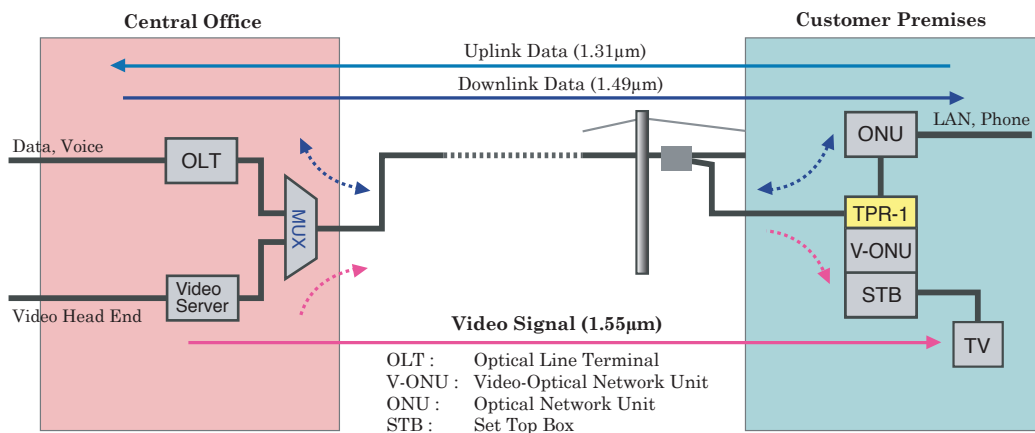 Central Office
Customer Premises
Uplink Data (1.31µm)
Downlink Data (1.49µm)
Data, Voice
OLT
MUX
ONU
LAN, Phone
TPR-1
V-ONU
STB
Video
Server
Video Head End
Video Signal (1.55µm)
TV
OLT : Optical Line Terminal
V-ONU : Video-Optical Network Unit
ONU : Optical Network Unit
STB : Set Top Box